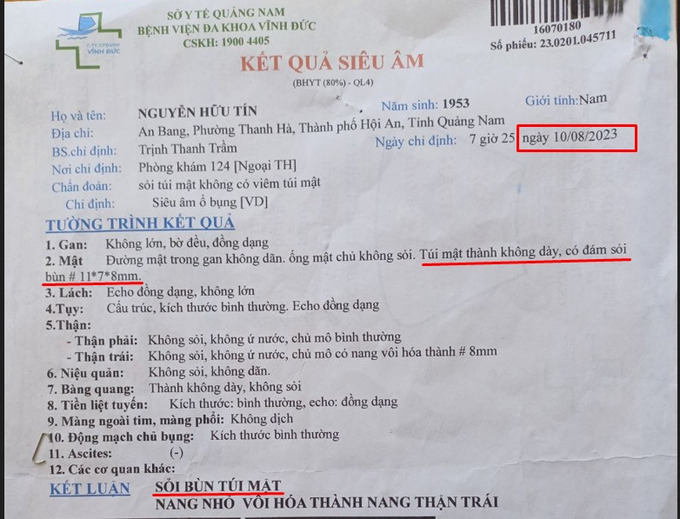 SỞ Y TẾ QUẢNG NAM
BỆNH VIỆN ĐA KHOA VĨNH ĐỨC
CSKH: 1900 4405
VĨNH ĐỨC
16070180
Số phiếu: 23.0201.045711
KẾT QUẢ SIÊU ÂM
(BHYT (80%) - QL4)
Họ và tên: NGUYỄN HỮU TÍN Năm sinh: 1953 Giới tính: Nam
Địa chỉ: An Bang, Phường Thanh Hà, Thành phố Hội An, Tỉnh Quảng Nam
BS.chỉ định: Trịnh Thanh Trầm Ngày chỉ định: 7 giờ 25 ngày 10/08/2023
Nơi chỉ định: Phòng khám 124 [Ngoại TH]
Chẩn đoán: sỏi túi mật không có viêm túi mật
Chỉ định: Siêu âm ổ bụng [VD]
TƯỜNG TRÌNH KẾT QUẢ
1. Gan: Không lớn, bờ đều, đồng dạng
2. Mật Đường mật trong gan không dãn. ống mật chủ không sỏi. Túi mật thành không dày, có đám sỏi
bùn # 11*7*8mm.
3. Lách: Echo đồng dạng, không lớn
4.Tụy: Cấu trúc, kích thước bình thường. Echo đồng dạng
5.Thận:
- Thận phải: Không sỏi, không ứ nước, chủ mô bình thường
- Thận trái: Không sỏi, không ứ nước, chủ mô có nang vôi hóa thành # 8mm
6. Niệu quản: Không sỏi, không dãn.
7. Bàng quang: Thành không dày, không sỏi
8. Tiền liệt tuyến: Kích thước: bình thường, echo: đồng dạng
9. Màng ngoài tim, màng phổi: Không dịch
10. Động mạch chủ bụng: Kích thước bình thường
11. Ascites: (-)
12. Các cơ quan khác:
KẾT LUẬN SỎI BÙN TÚI MẬT
NANG NHỎ VÔI HÓA THÀNH NANG THẬN TRÁI